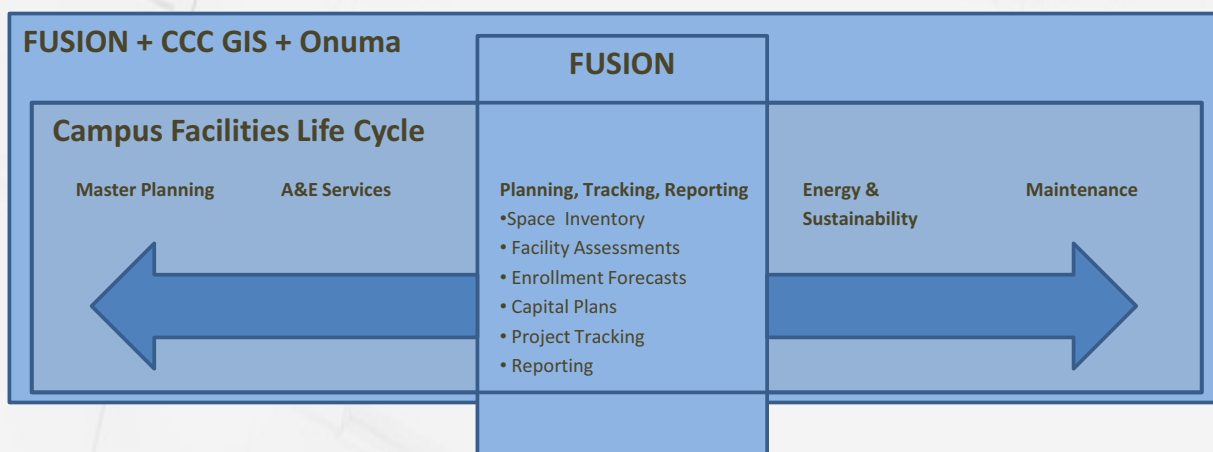 FUSION + CCC GIS + Onuma
FUSION
Campus Facilities Life Cycle
Master Planning
A&E Services
Planning, Tracking, Reporting
•Space  Inventory
• Facility Assessments
• Enrollment Forecasts
• Capital Plans
• Project Tracking
• Reporting
Energy &
Sustainability
Maintenance